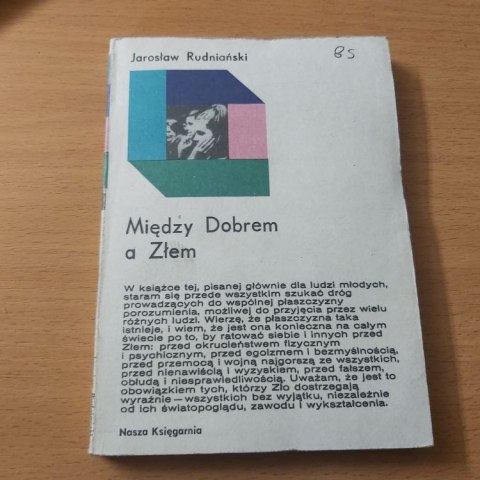 Jarosław Rudniański
BS
Między Dobrem
a Złem
W książce tej, pisanej głównie dla ludzi młodych,
staram się przede wszystkim szukać dróg
prowadzących do wspólnej płaszczyzny
porozumienia, możliwej do przyjęcia przez wielu
różnych ludzi. Wierzę, że płaszczyzna taka
istnieje, i wiem, że jest ona konieczna na całym
świecie po to, by ratować siebie i innych przed
Złem: przed okrucieństwem fizycznym
i psychicznym, przed egoizmem i bezmyślnością,
przed przemocą i wojną najgorszą ze wszystkich,
przed nienawiścią i wyzyskiem, przed fałszem,
obłudą i niesprawiedliwością. Uważam, że jest to
obowiązkiem tych, którzy Zło dostrzegają
wyraźnie — wszystkich bez wyjątku, niezależnie
od ich światopoglądu, zawodu i wykształcenia.
Nasza Księgarnia